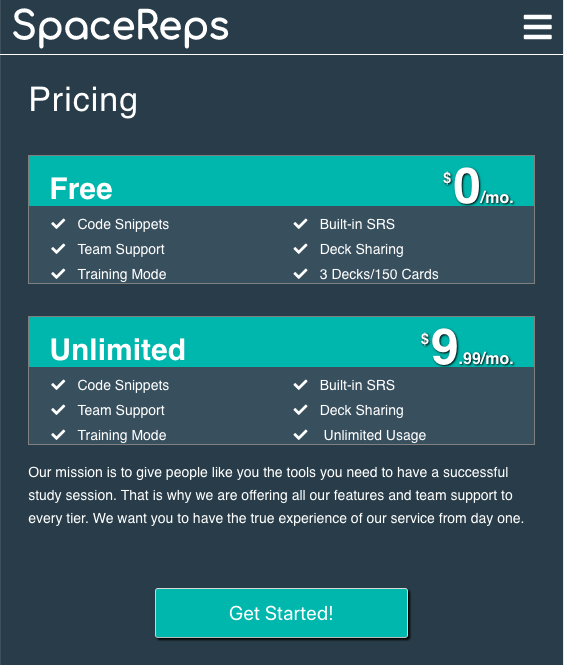 SpaceReps
Pricing
Free
$0/mo.
Code Snippets
Built-in SRS
Team Support
Deck Sharing
Training Mode
3 Decks/150 Cards
Unlimited
$9.99/mo.
Code Snippets
Built-in SRS
Team Support
Deck Sharing
Training Mode
Unlimited Usage
Our mission is to give people like you the tools you need to have a successful
study session. That is why we are offering all our features and team support to
every tier. We want you to have the true experience of our service from day one.
Get Started!